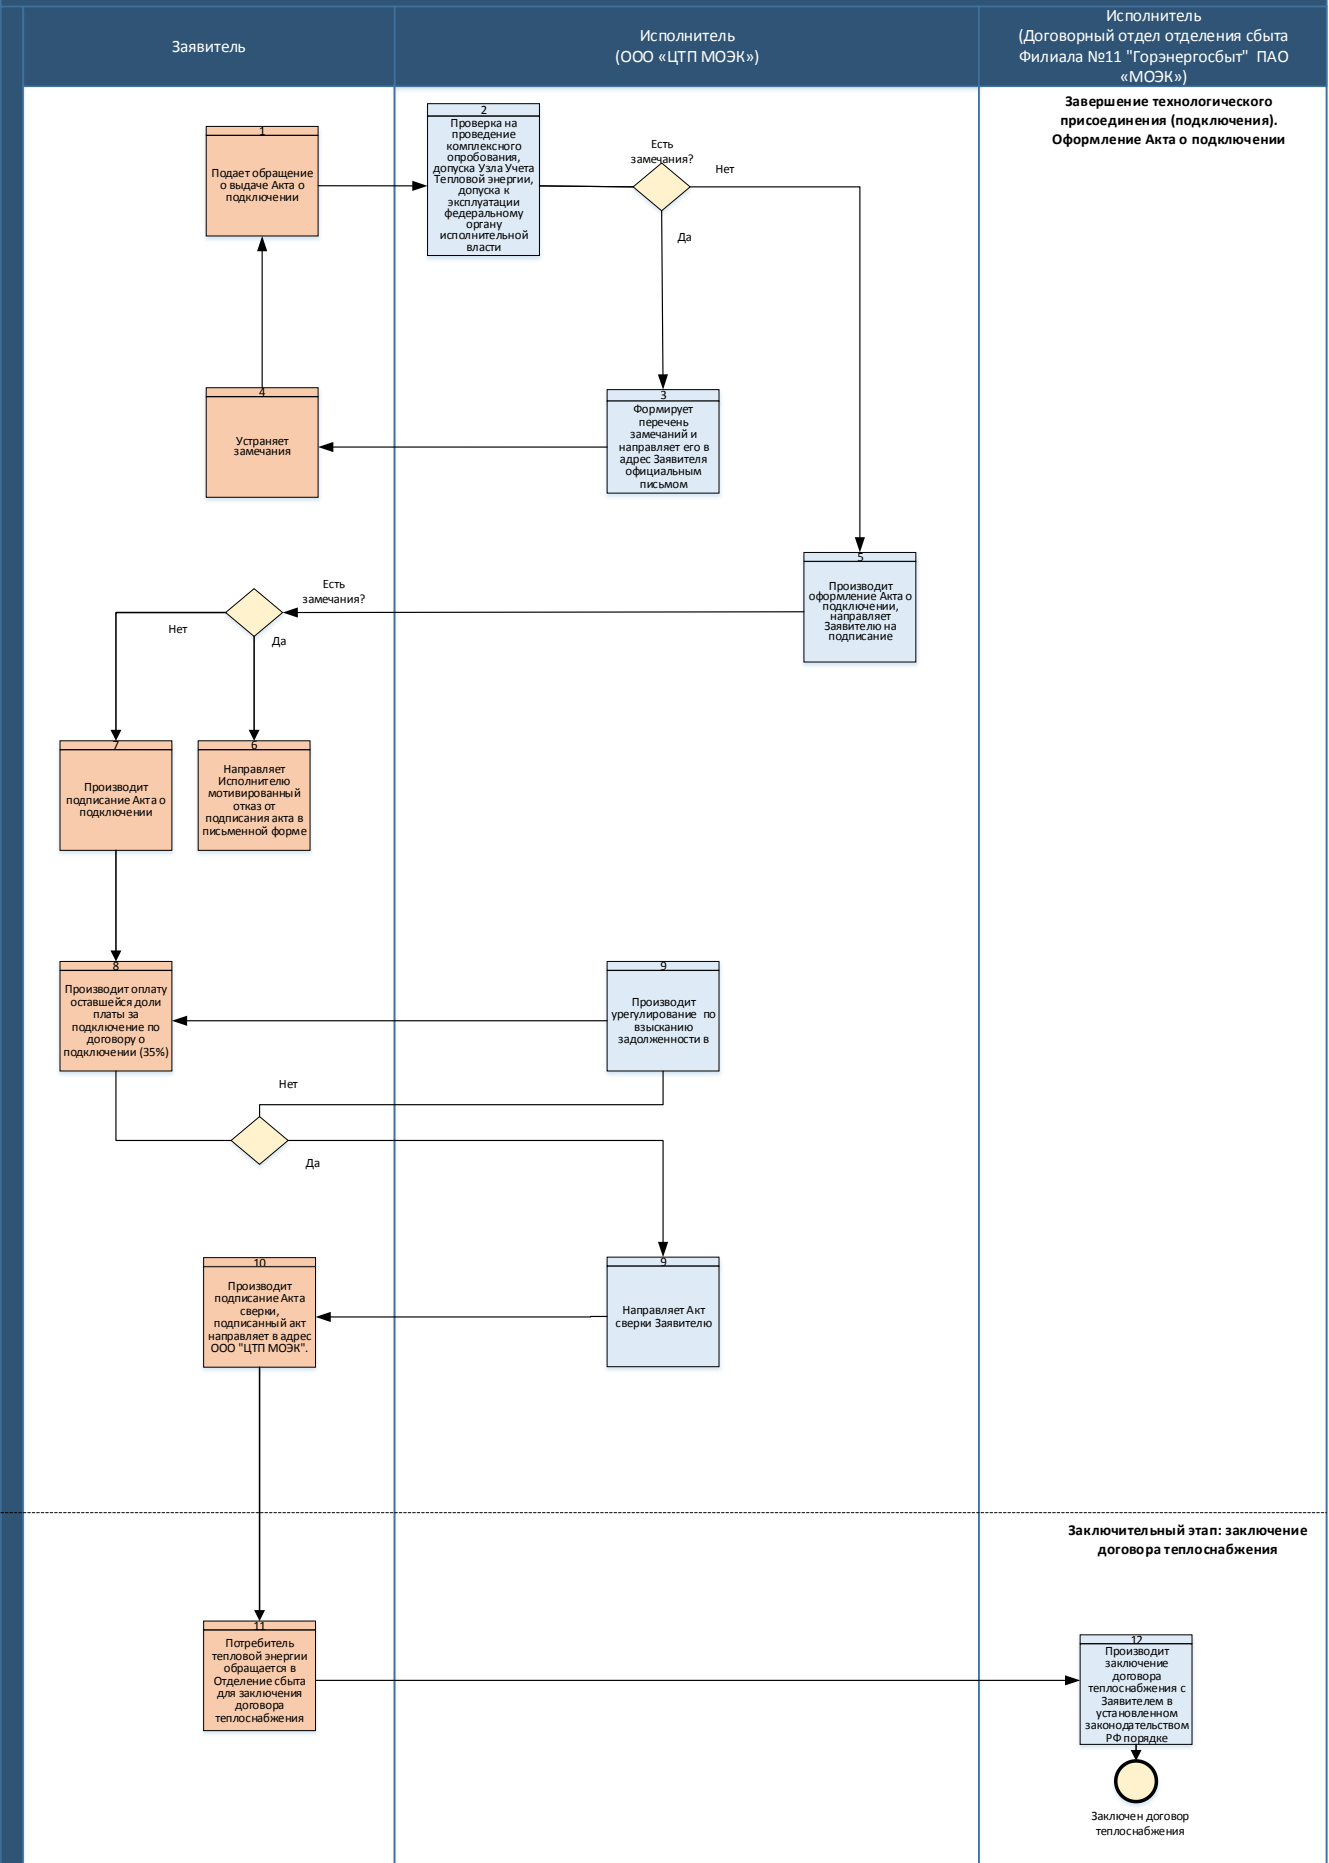 Заявитель
Исполнитель
(ООО «ЦТП МОЭК»)
Исполнитель
(Договорный отдел отделения сбыта
Филиала №11 "Горэнергосбыт" ПАО
«МОЭК»)
Завершение технологического
присоединения (подключения).
Оформление Акта о подключении
1
Подает обращение
о выдаче Акта о
подключении
2
Проверка на
проведение
комплексного
опробования,
допуска Узла Учета
Тепловой энергии,
допуска к
эксплуатации
федеральному
органу
исполнительной
власти
Есть
замечания?
Нет
Да
4
Устраняет
замечания
3
Формирует
перечень
замечаний и
направляет его в
адрес Заявителя
официальным
письмом
5
Производит
оформление Акта о
подключении,
направляет
Заявителю на
подписание
Есть
замечания?
Нет
Да
7
Производит
подписание Акта о
подключении
6
Направляет
Исполнителю
мотивированный
отказ от
подписания акта в
письменной форме
8
Производит оплату
оставшейся доли
платы за
подключение по
договору о
подключении (35%)
9
Производит
урегулирование по
взысканию
задолженности в
Нет
Да
10
Производит
подписание Акта
сверки,
подписанный акт
направляет в адрес
ООО "ЦТП МОЭК".
9
Направляет Акт
сверки Заявителю
Заключительный этап: заключение
договора теплоснабжения
11
Потребитель
тепловой энергии
обращается в
Отделение сбыта
для заключения
договора
теплоснабжения
12
Производит
заключение
договора
теплоснабжения с
Заявителем в
установленном
законодательством
РФ порядке
Заключен договор
теплоснабжения